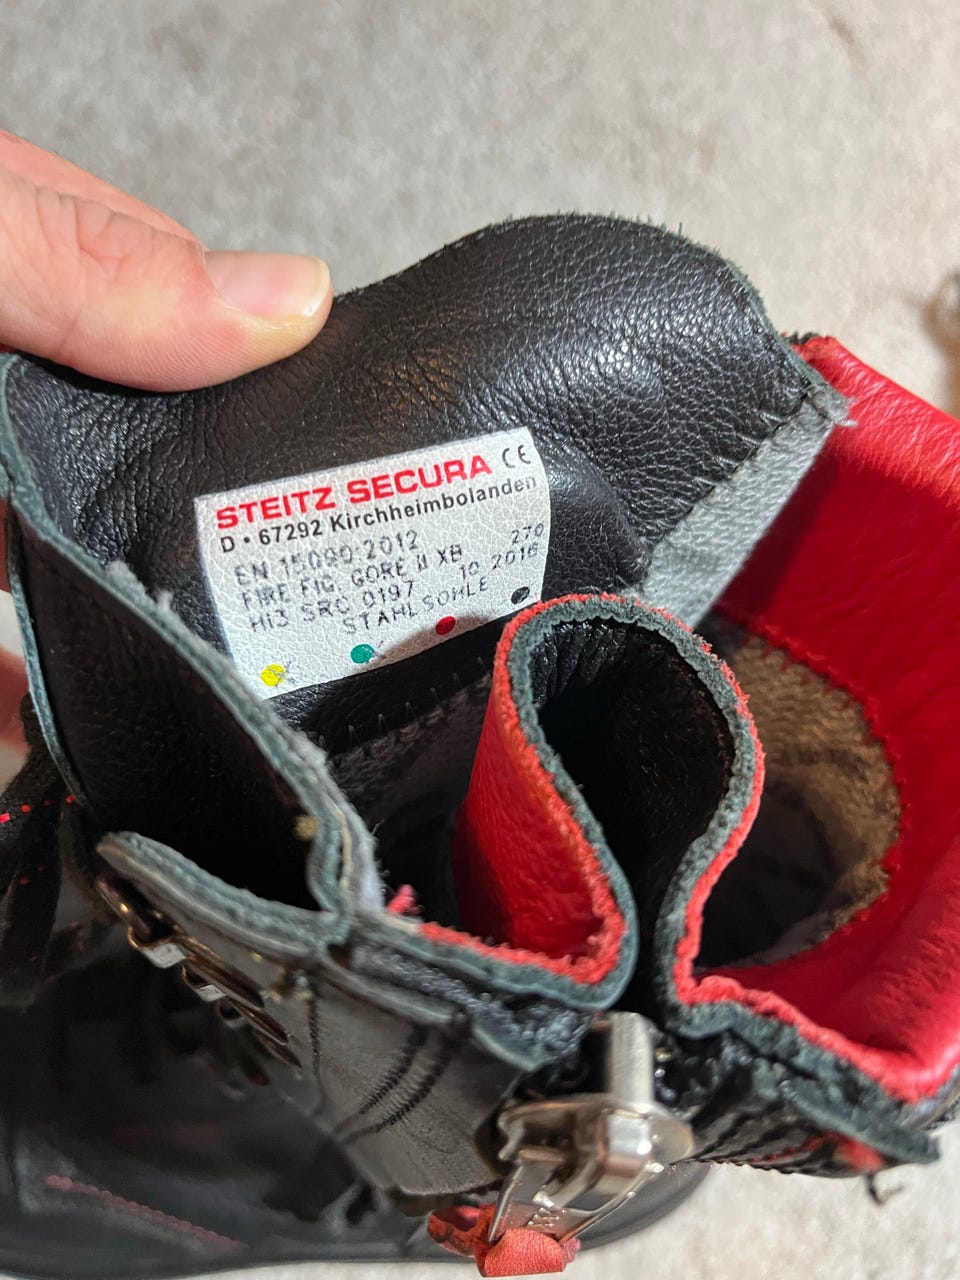 STEITZ SECURA CE
D • 67292 Kirchheimbolanden
EN 15090:2012 270
FIRE FIG. GORE II XB 10 2016
HI3 SRC 0197
STAHLSOHLE